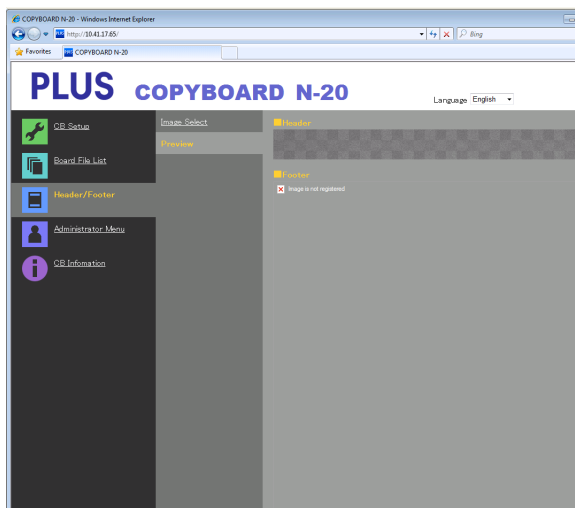 COPYBOARD N-20 - Windows Internet Explorer
http://10.41.17.65/
Bing
Favorites
PLUS COPYBOARD N-20
PLUS COPYBOARD N-20
Language English
CB Setup
Board File List
Header/Footer
Administrator Menu
CB Infomation
Image Select
Preview
Header
Footer
Image is not registered